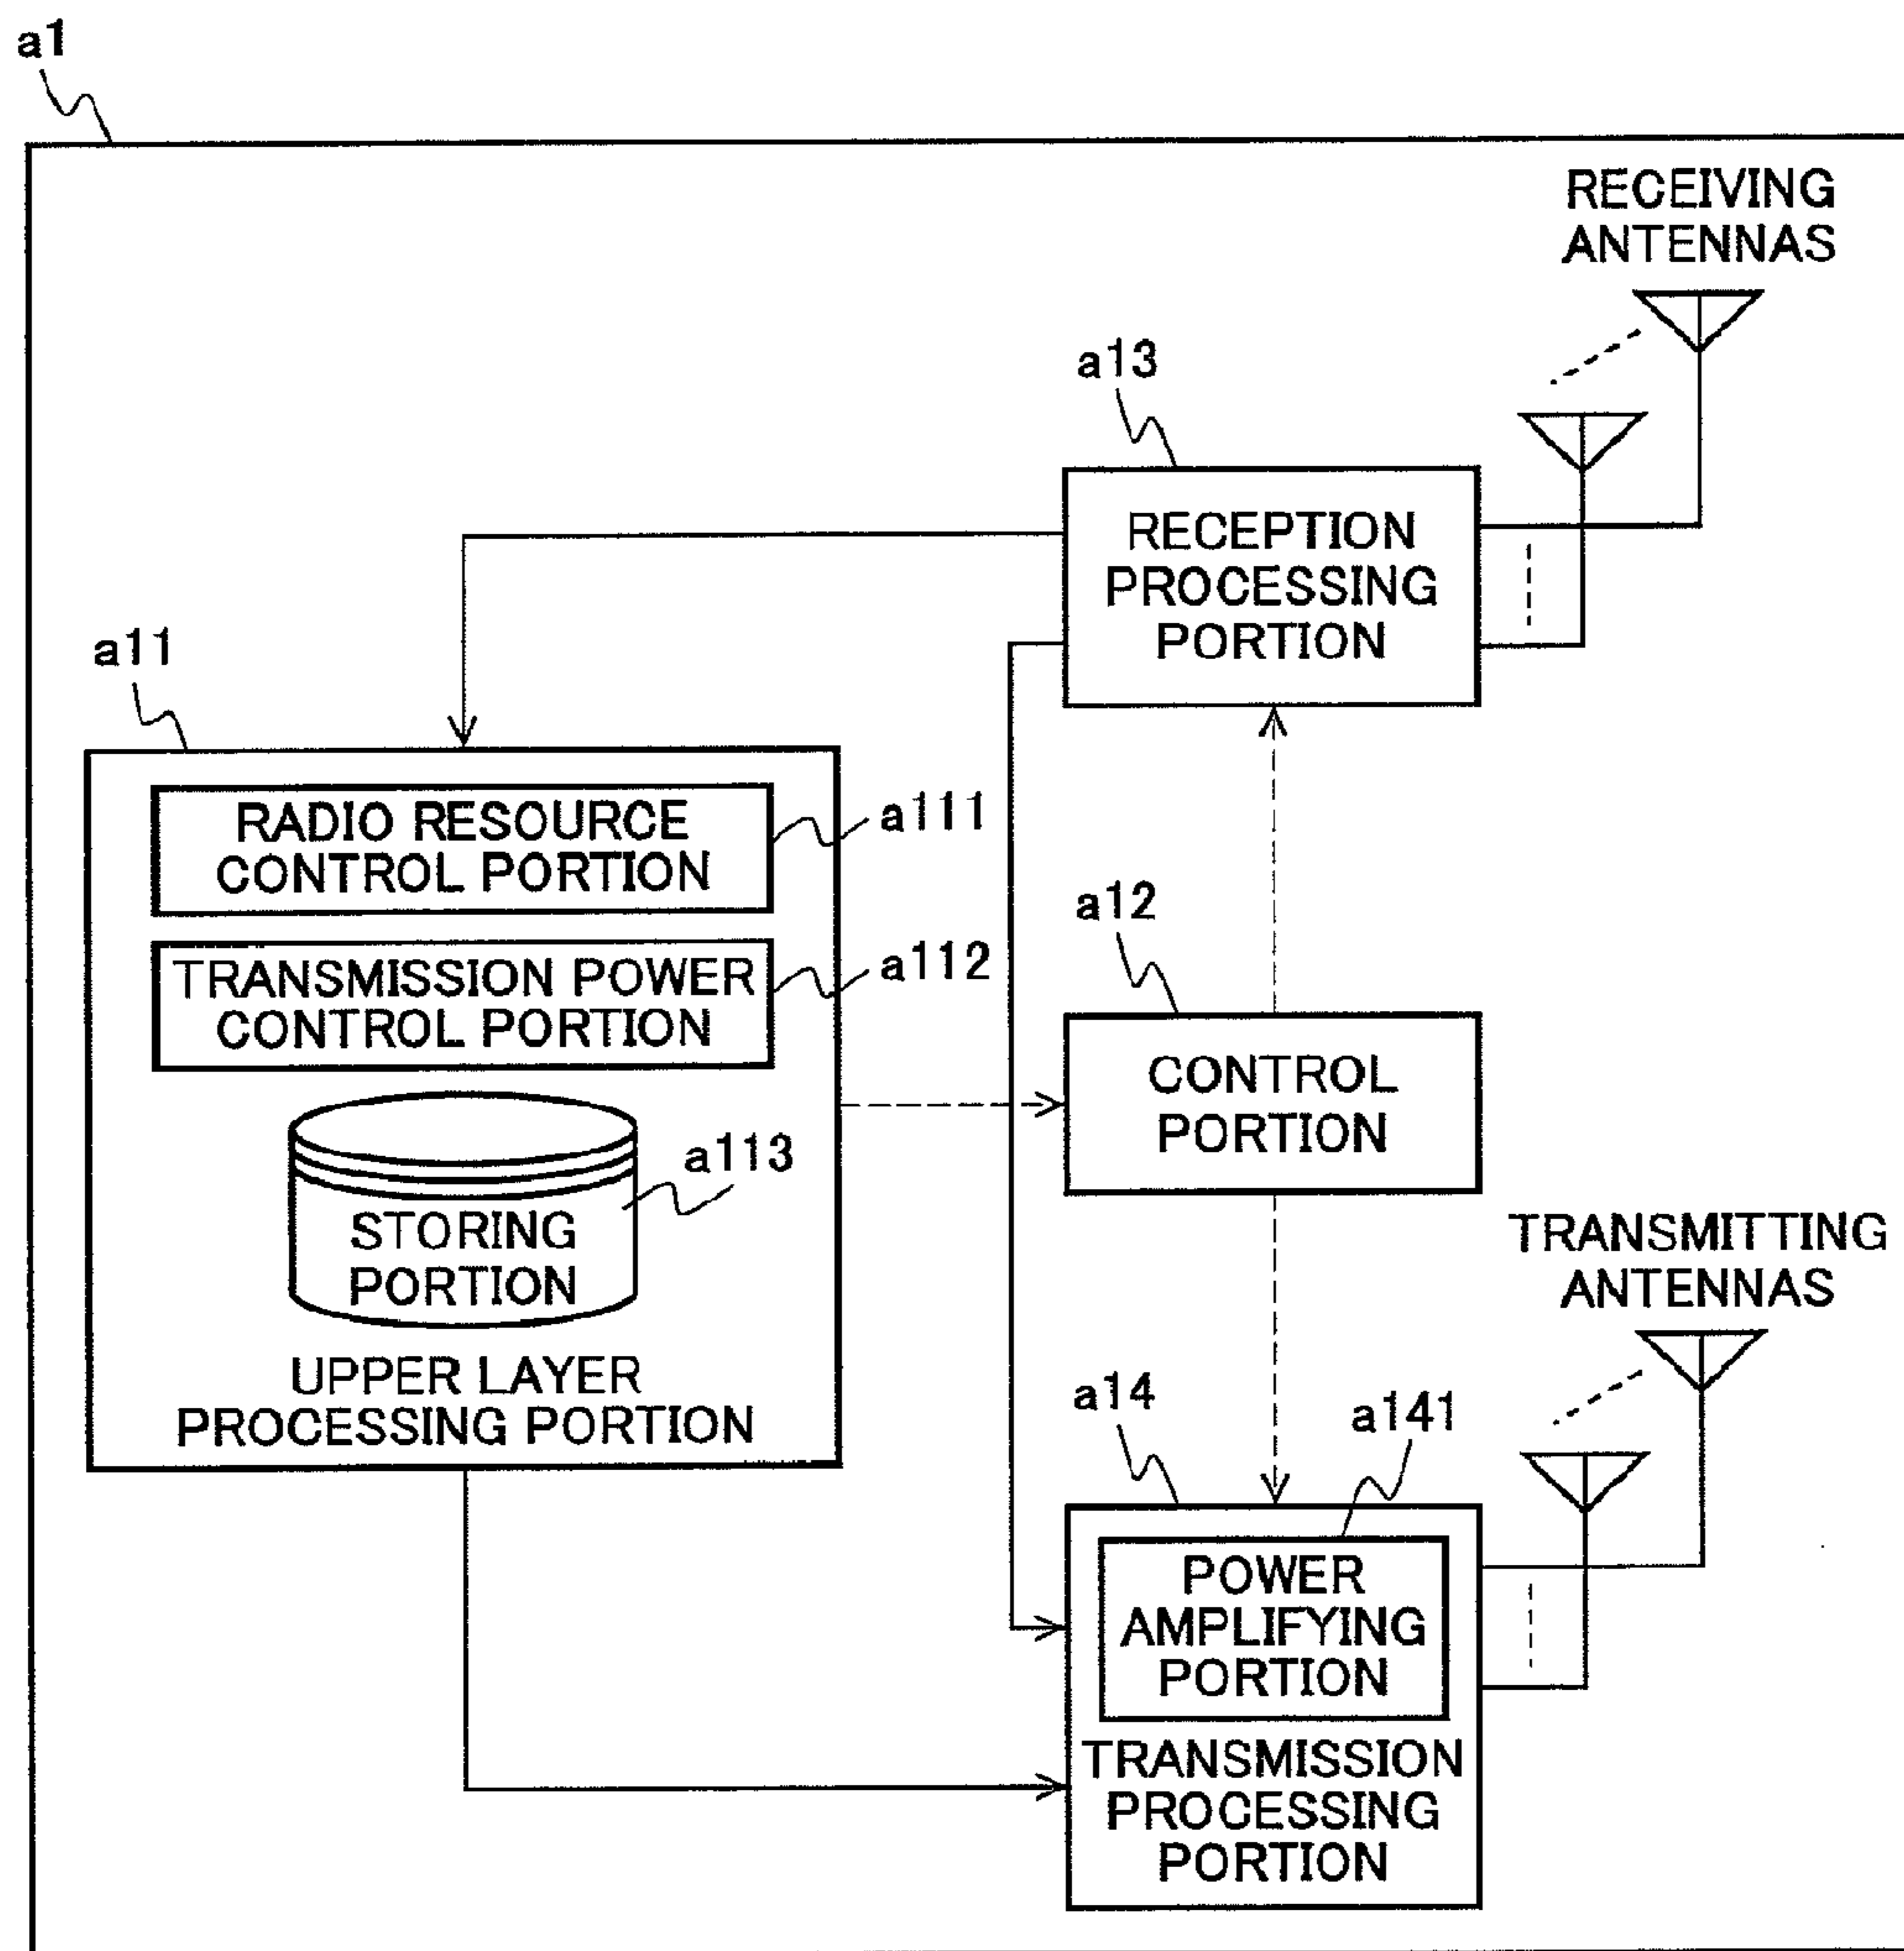 a1
RECEIVING
ANTENNAS
a13
RECEPTION
PROCESSING
PORTION
a11
RADIO RESOURCE
CONTROL PORTION
a111
TRANSMISSION POWER
CONTROL PORTION
a112
STORING
PORTION
a113
UPPER LAYER
PROCESSING PORTION
a12
CONTROL
PORTION
TRANSMITTING
ANTENNAS
a14
a141
POWER
AMPLIFYING
PORTION
TRANSMISSION
PROCESSING
PORTION